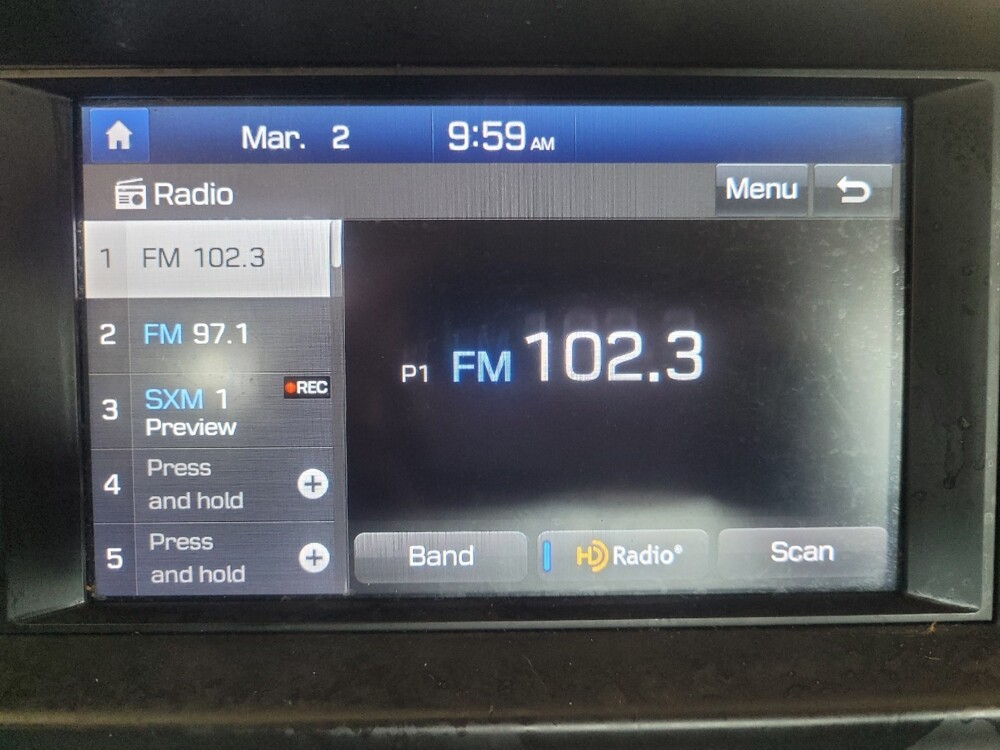 Mar. 2 9:59 AM
Radio Menu
1 FM 102.3
2 FM 97.1
3 SXM 1 REC
Preview
4 Press
and hold
5 Press
and hold
P1 FM 102.3
Band HD Radio® Scan